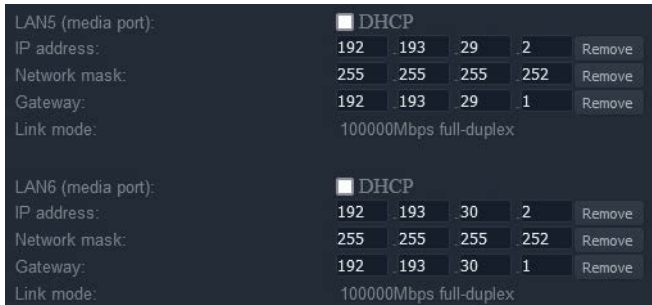 LAN5 (media port): DHCP
IP address: 192 . 193 . 29 . 2 Remove
Network mask: 255 . 255 . 255 . 252 Remove
Gateway: 192 . 193 . 29 . 1 Remove
Link mode: 100000Mbps full-duplex
LAN6 (media port): DHCP
IP address: 192 . 193 . 30 . 2 Remove
Network mask: 255 . 255 . 255 . 252 Remove
Gateway: 192 . 193 . 30 . 1 Remove
Link mode: 100000Mbps full-duplex